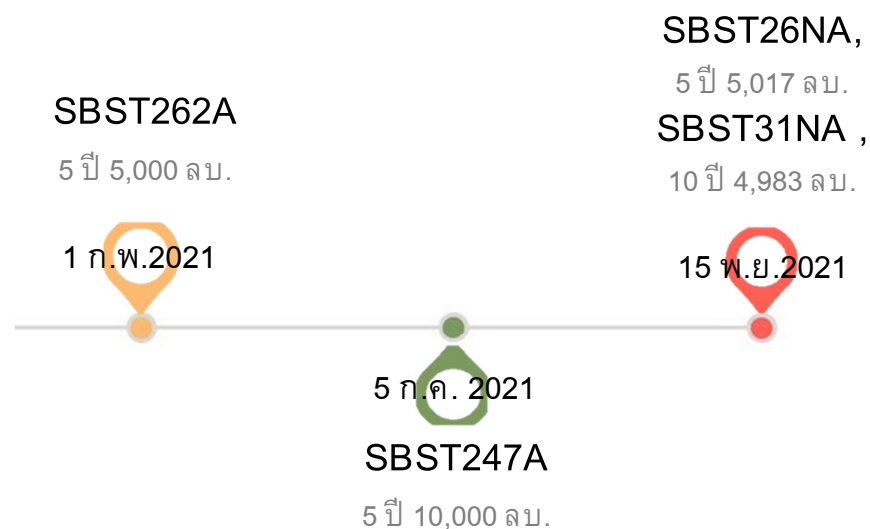 SBST262A
5 ปี 5,000 ลบ.
1 ก.พ.2021
5 ก.ค. 2021
SBST247A
5 ปี 10,000 ลบ.
SBST26NA,
5 ปี 5,017 ลบ.
SBST31NA ,
10 ปี 4,983 ลบ.
15 พ.ย.2021